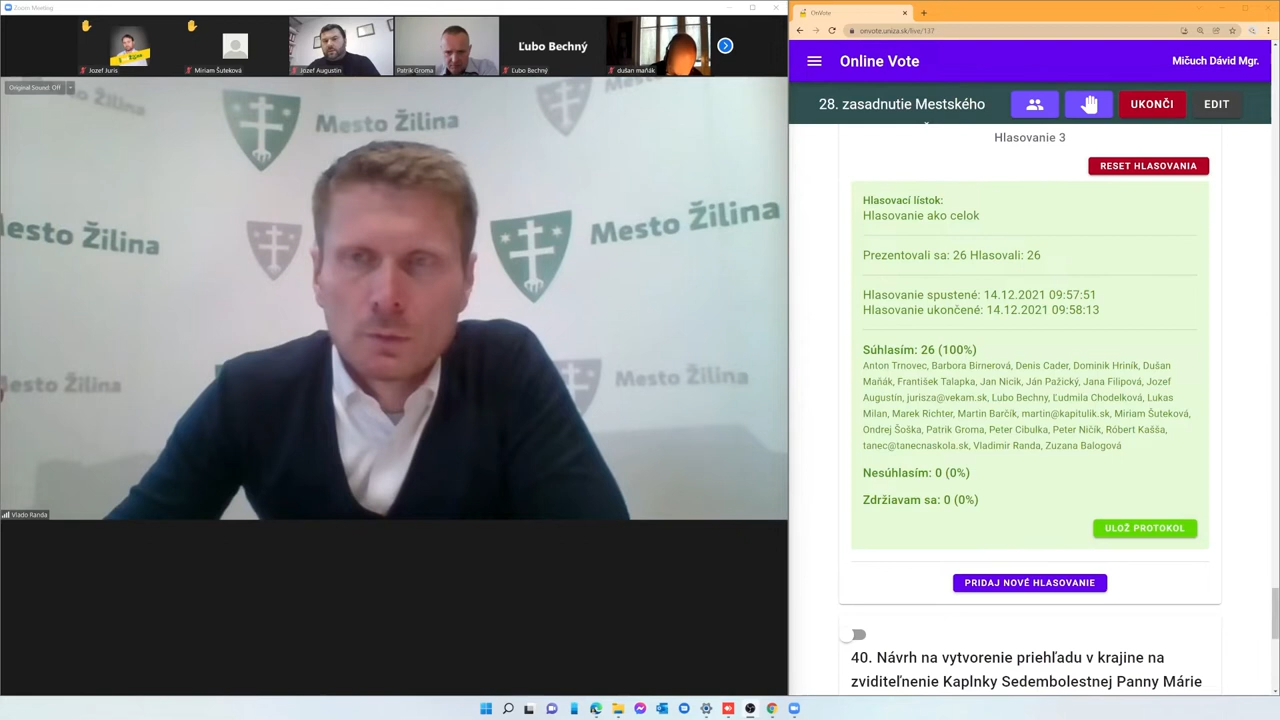 Zoom Meeting
OnVote
onvote.uniza.sk/live/137
Jozef Juris
Miriam Šuteková
Jozef Augustín
Patrik Groma
Ľubo Bechný
Ľubo Bechný
dušan maňák
Original Sound: Off
Mesto Žilina
Mesto Žilina
Mesto Žilina
Mesto Žilina
Mesto Žilina
Vlado Randa
Online Vote
Mičuch Dávid Mgr.
28. zasadnutie Mestského
UKONČI
EDIT
Hlasovanie 3
RESET HLASOVANIA
Hlasovací lístok:
Hlasovanie ako celok
Prezentovali sa: 26 Hlasovali: 26
Hlasovanie spustené: 14.12.2021 09:57:51
Hlasovanie ukončené: 14.12.2021 09:58:13
Súhlasím: 26 (100%)
Anton Trnovec, Barbora Birnerová, Denis Cader, Dominik Hriník, Dušan
Maňák, František Talapka, Jan Nicik, Ján Pažický, Jana Filipová, Jozef
Augustín, jurisza@vekam.sk, Ľubo Bechny, Ľudmila Chodelková, Lukas
Milan, Marek Richter, Martin Barčík, martin@kapitulik.sk, Miriam Šuteková,
Ondrej Šoška, Patrik Groma, Peter Cibulka, Peter Ničík, Róbert Kašša,
tanec@tanecnaskola.sk, Vladimir Randa, Zuzana Balogová
Nesúhlasím: 0 (0%)
Zdržiavam sa: 0 (0%)
ULOŽ PROTOKOL
PRIDAJ NOVÉ HLASOVANIE
40. Návrh na vytvorenie priehľadu v krajine na
zviditeľnenie Kaplnky Sedembolestnej Panny Márie